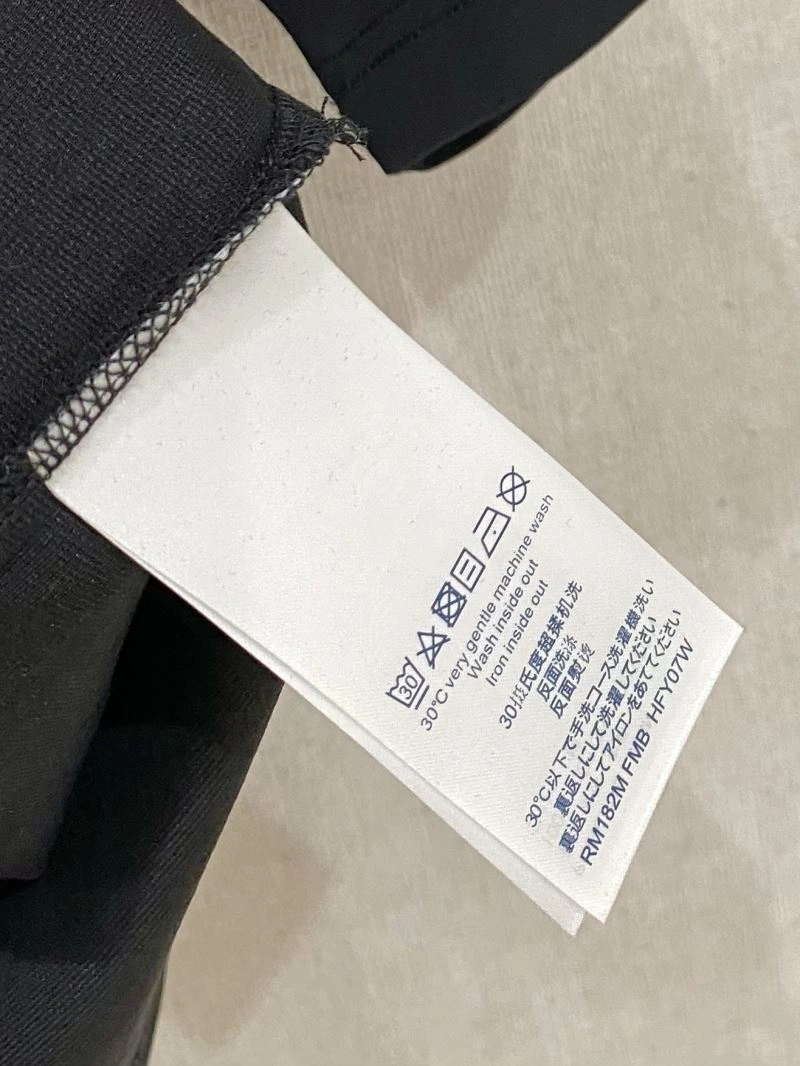 30
30°C very gentle machine wash
Wash inside out
Iron inside out
30摄氏度超柔机洗
反面洗涤
反面熨烫
30℃以下で手洗コース洗濯機洗い
裏返しにして洗濯してください
裏返しにしてアイロンをあててください
RM182M FMB HFY07W